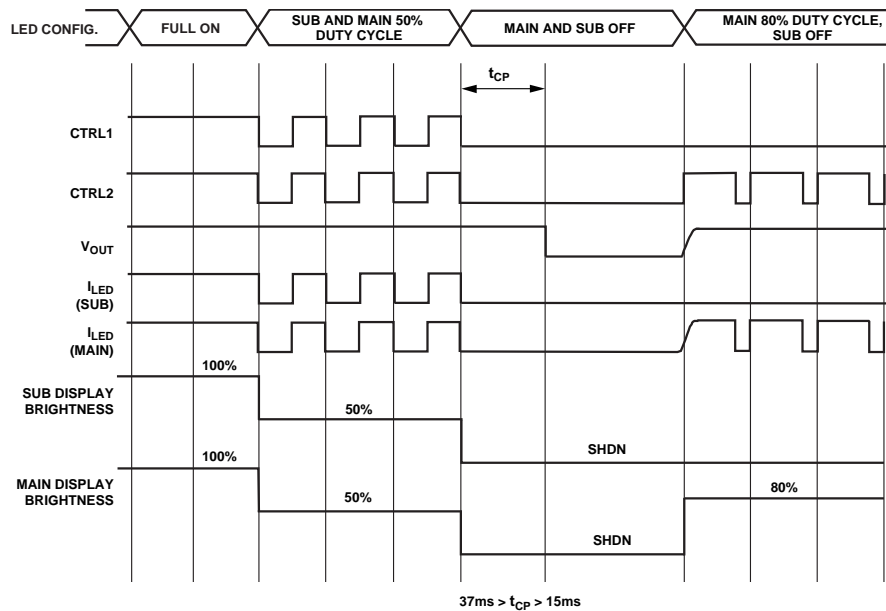 LED CONFIG.
FULL ON
SUB AND MAIN 50%
DUTY CYCLE
MAIN AND SUB OFF
MAIN 80% DUTY CYCLE,
SUB OFF
tCP
CTRL1
CTRL2
VOUT
ILED
(SUB)
ILED
(MAIN)
100%
SUB DISPLAY
BRIGHTNESS
50%
SHDN
100%
MAIN DISPLAY
BRIGHTNESS
50%
80%
SHDN
37ms > tCP > 15ms